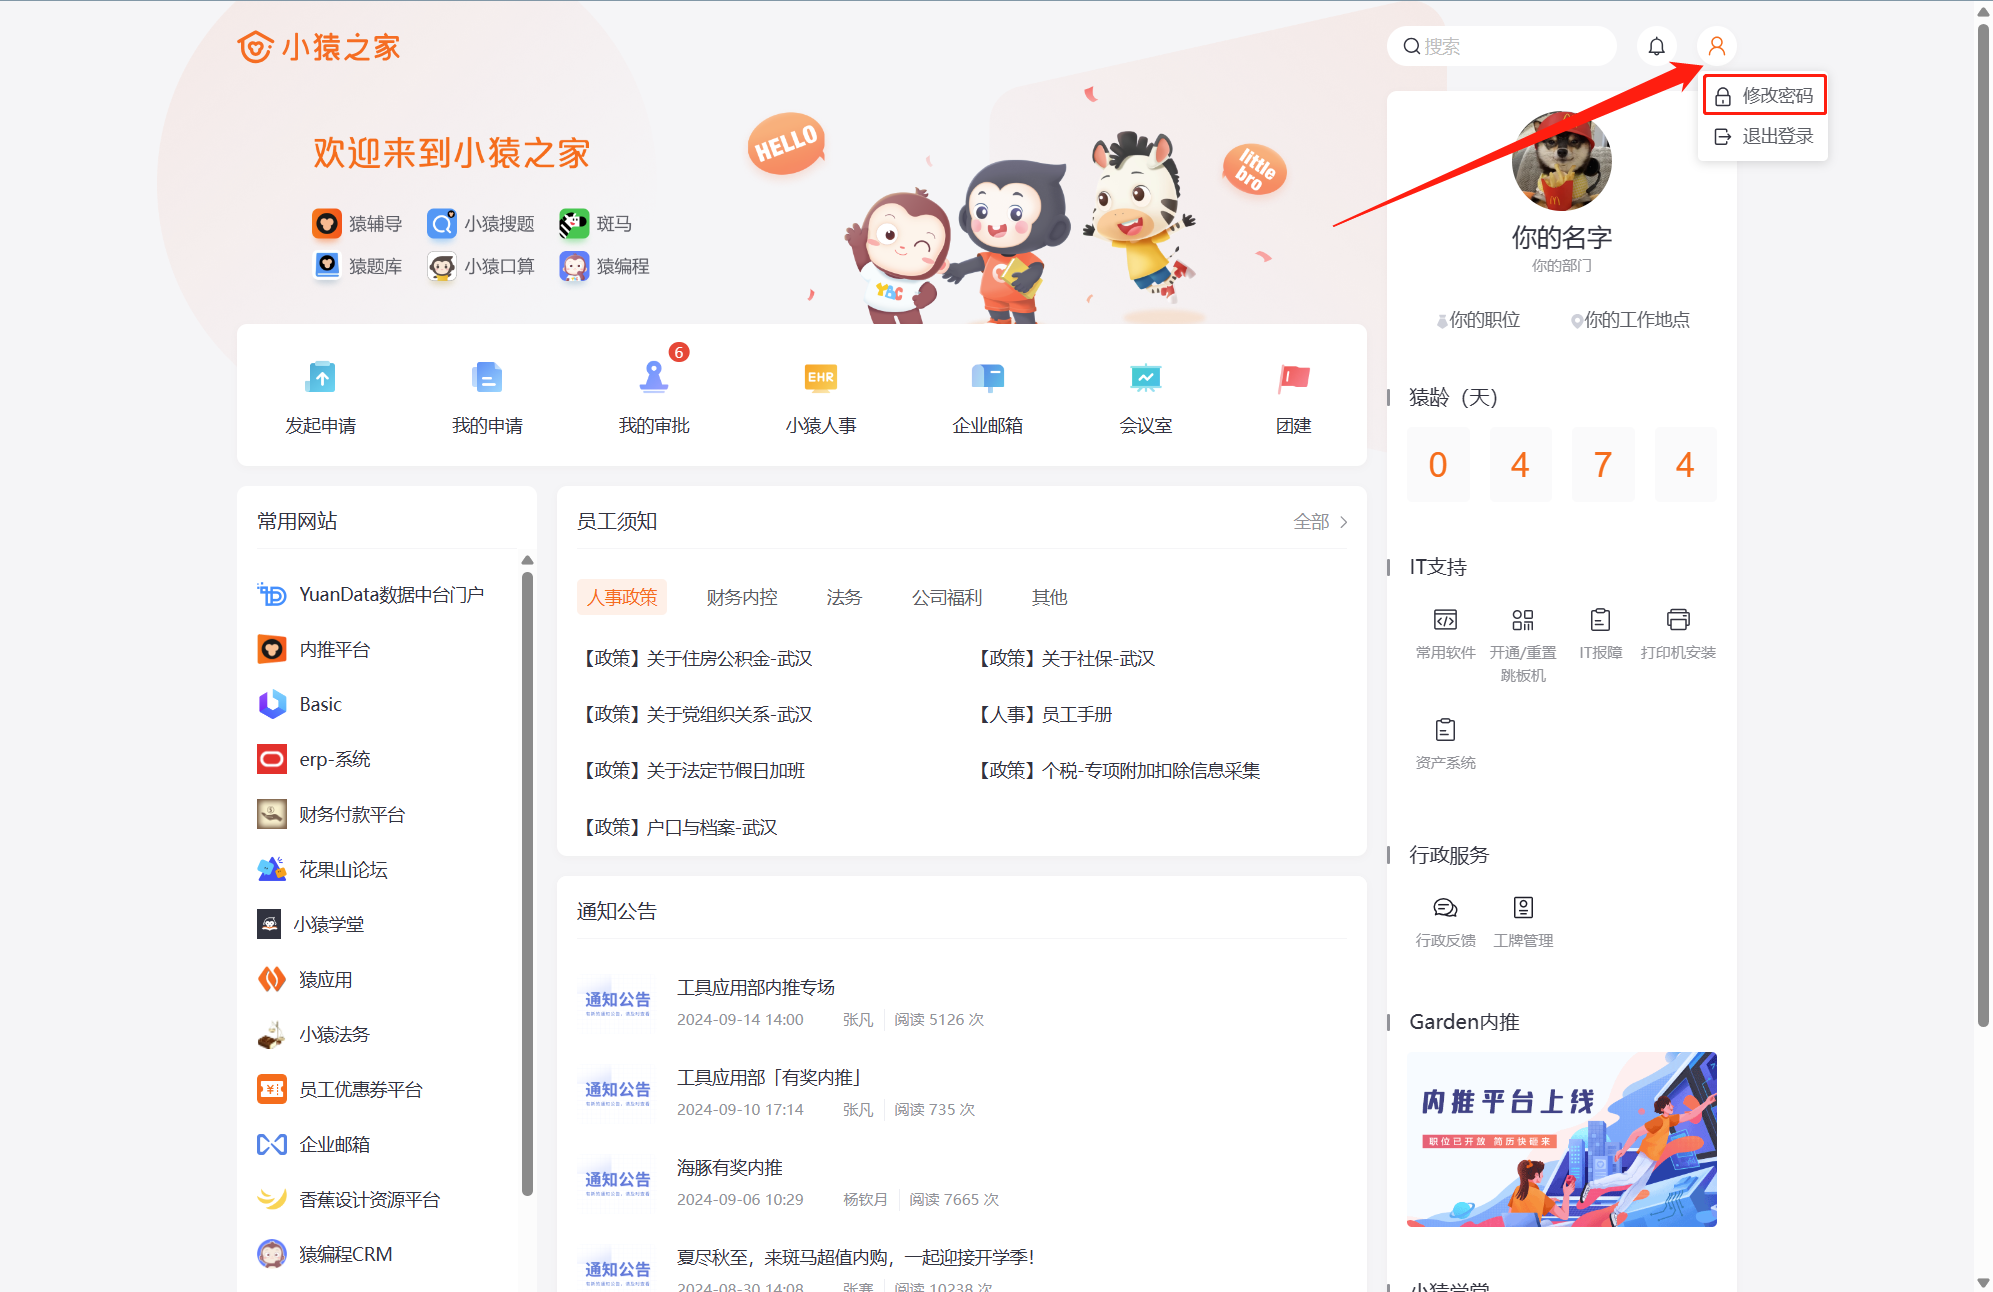 小猿之家
搜索
修改密码
退出登录
欢迎来到小猿之家
HELLO
little
bro
猿辅导
小猿搜题
斑马
猿题库
小猿口算
猿编程
YBC
你的名字
你的部门
你的职位
你的工作地点
6
EHR
发起申请
我的申请
我的审批
小猿人事
企业邮箱
会议室
团建
猿龄（天）
0 4 7 4
常用网站
YuanData数据中台门户
内推平台
Basic
erp-系统
财务付款平台
花果山论坛
小猿学堂
猿应用
小猿法务
员工优惠券平台
企业邮箱
香蕉设计资源平台
猿编程CRM
员工须知
全部
人事政策
财务内控
法务
公司福利
其他
【政策】关于住房公积金-武汉
【政策】关于社保-武汉
【政策】关于党组织关系-武汉
【人事】员工手册
【政策】关于法定节假日加班
【政策】个税-专项附加扣除信息采集
【政策】户口与档案-武汉
通知公告
通知公告
工具应用部内推专场
2024-09-14 14:00 张凡 阅读 5126 次
通知公告
工具应用部「有奖内推」
2024-09-10 17:14 张凡 阅读 735 次
通知公告
海豚有奖内推
2024-09-06 10:29 杨钦月 阅读 7665 次
通知公告
夏尽秋至，来斑马超值内购，一起迎接开学季！
2024-08-30 14:08 张骞 阅读 10238 次
IT支持
常用软件
开通/重置
跳板机
IT报障
打印机安装
资产系统
行政服务
行政反馈
工牌管理
Garden内推
内推平台上线
职位已开放 简历快砸来
小猿学堂